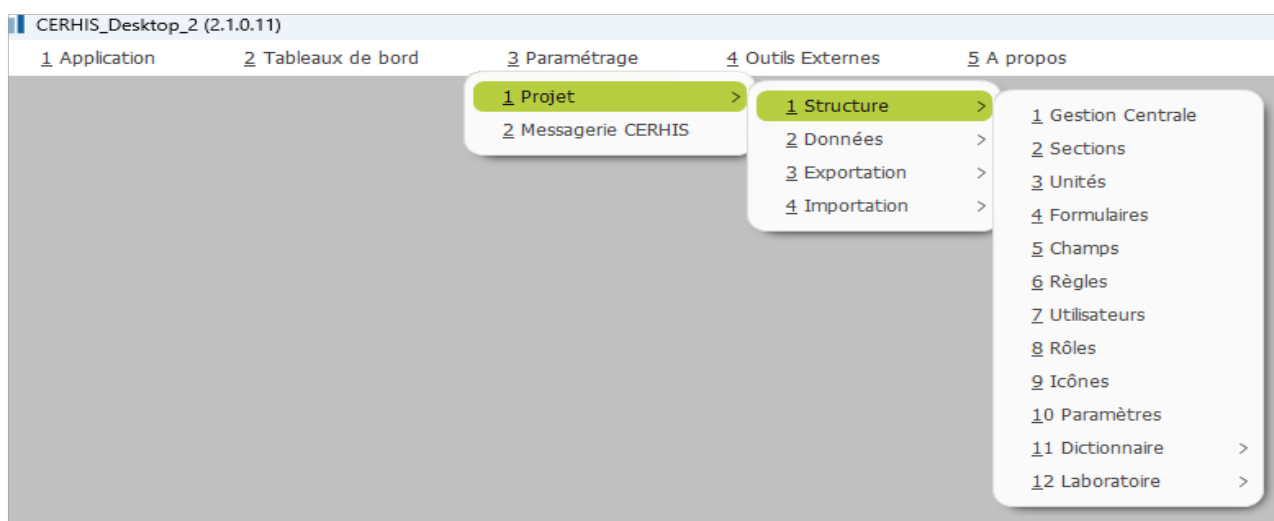 CERHIS_Desktop_2 (2.1.0.11)
1 Application 2 Tableaux de bord 3 Paramétrage 4 Outils Externes 5 A propos
1 Projet >
2 Messagerie CERHIS
1 Structure >
2 Données >
3 Exportation >
4 Importation >
1 Gestion Centrale
2 Sections
3 Unités
4 Formulaires
5 Champs
6 Règles
7 Utilisateurs
8 Rôles
9 Icônes
10 Paramètres
11 Dictionnaire >
12 Laboratoire >